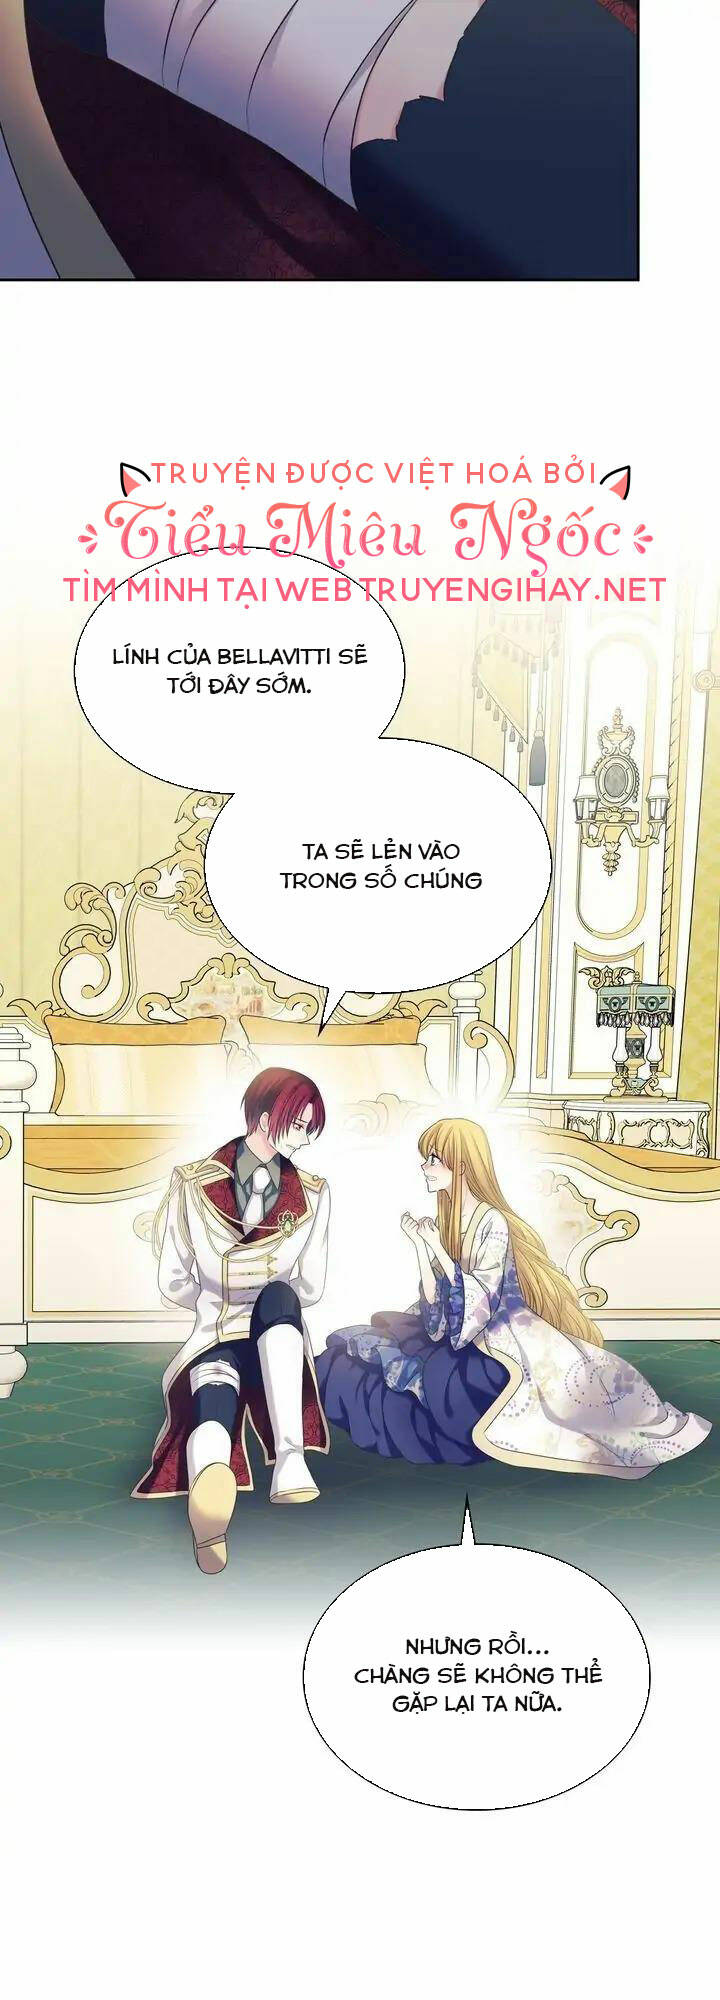 TRUYỆN ĐƯỢC VIỆT HOÁ BỞI
Tiểu Miêu Ngốc
TÌM MÌNH TẠI WEB TRUYENGIHAY.NET
LÍNH CỦA BELLAVITTI SẼ
TỚI ĐÂY SỚM.
TA SẼ LẺN VÀO
TRONG SỐ CHÚNG
NHƯNG RỒI...
CHÀNG SẼ KHÔNG THỂ
GẶP LẠI TA NỮA.